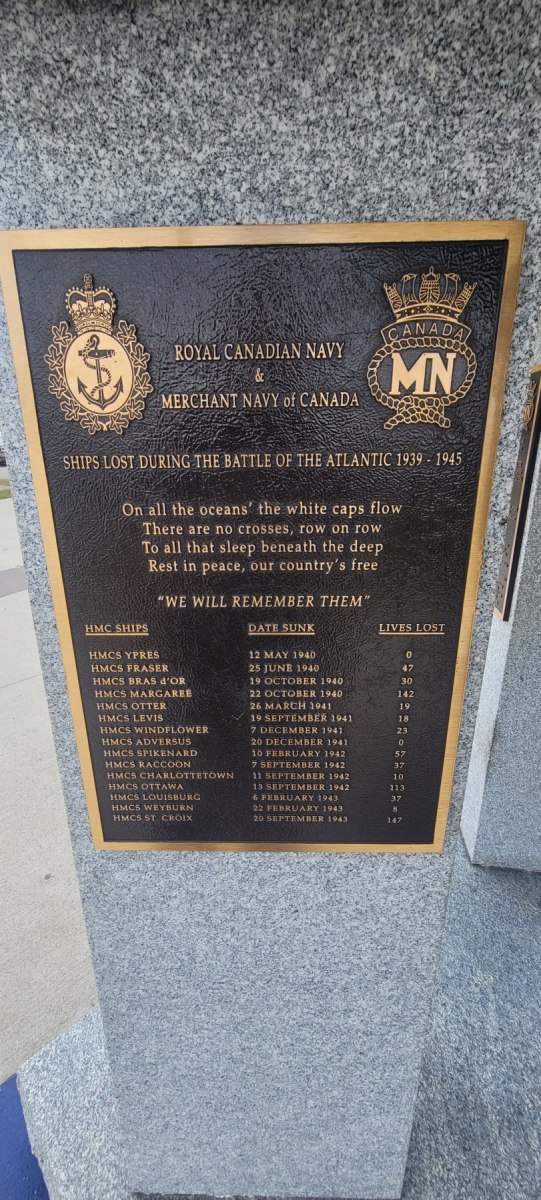 CANADA
MN
ROYAL CANADIAN NAVY
&
MERCHANT NAVY of CANADA
SHIPS LOST DURING THE BATTLE OF THE ATLANTIC 1939 - 1945
On all the oceans' the white caps flow
There are no crosses, row on row
To all that sleep beneath the deep
Rest in peace, our country's free
"WE WILL REMEMBER THEM"
HMC SHIPS DATE SUNK LIVES LOST
HMCS YPRES 12 MAY 1940 0
HMCS FRASER 25 JUNE 1940 47
HMCS BRAS d'OR 19 OCTOBER 1940 30
HMCS MARGAREE 22 OCTOBER 1940 142
HMCS OTTER 26 MARCH 1941 19
HMCS LEVIS 19 SEPTEMBER 1941 18
HMCS WINDFLOWER 7 DECEMBER 1941 23
HMCS ADVERSUS 20 DECEMBER 1941 0
HMCS SPIKENARD 10 FEBRUARY 1942 57
HMCS RACCOON 7 SEPTEMBER 1942 37
HMCS CHARLOTTETOWN 11 SEPTEMBER 1942 10
HMCS OTTAWA 13 SEPTEMBER 1942 113
HMCS LOUISBURG 6 FEBRUARY 1943 37
HMCS WEYBURN 22 FEBRUARY 1943 8
HMCS ST. CROIX 20 SEPTEMBER 1943 147